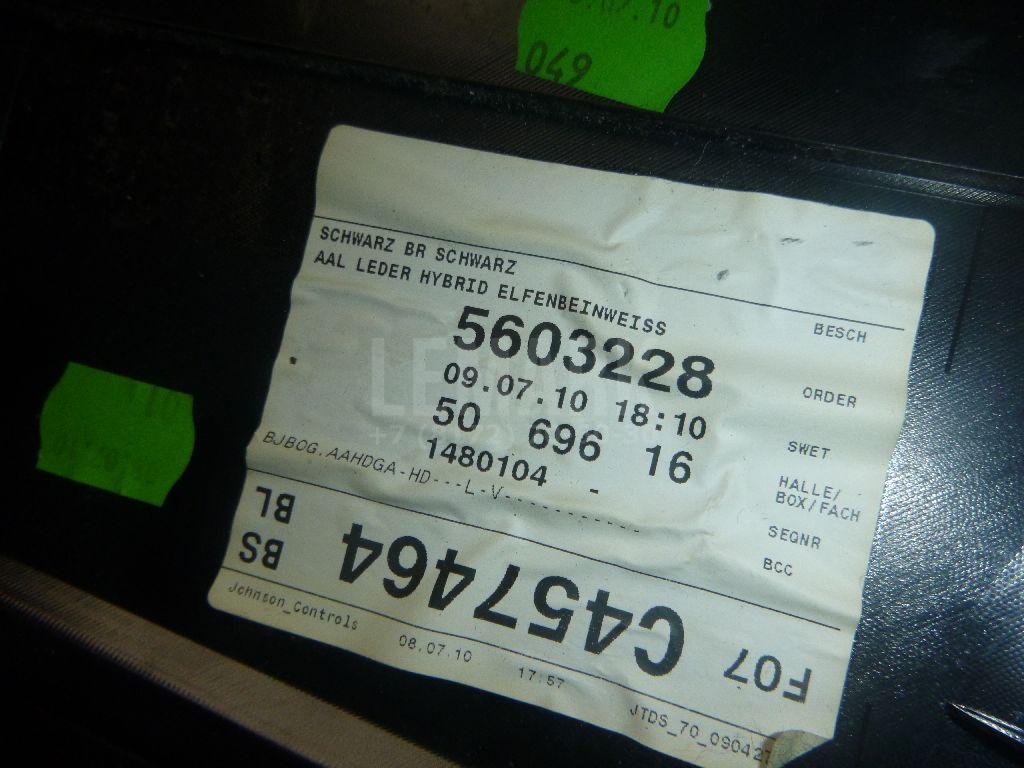 049
SCHWARZ BR SCHWARZ
AAL LEDER HYBRID ELFENBEINWEISS
BESCH
5603228
ORDER
09.07.10 18:10
SWET
50 696 16
HALLE/
BOX/FACH
1480104 -
SEQNR
BJBOG.AAHDGA-HD---L-V-------------
BCC
F07 C457464 BS
BL
Johnson_Controls 08.07.10 17:57 JTDS_70_090427